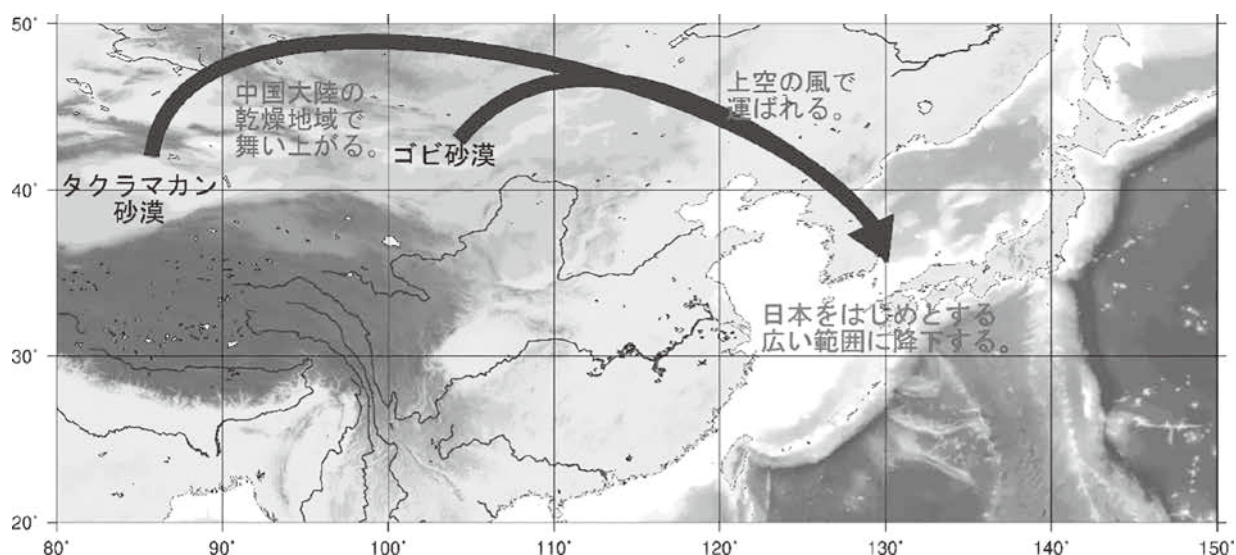 50°
40°
30°
20°
80°
90°
100°
110°
120°
130°
140°
150°
中国大陸の
乾燥地域で
舞い上がる。
タクラマカン
砂漠
ゴビ砂漠
上空の風で
運ばれる。
日本をはじめとする
広い範囲に降下する。